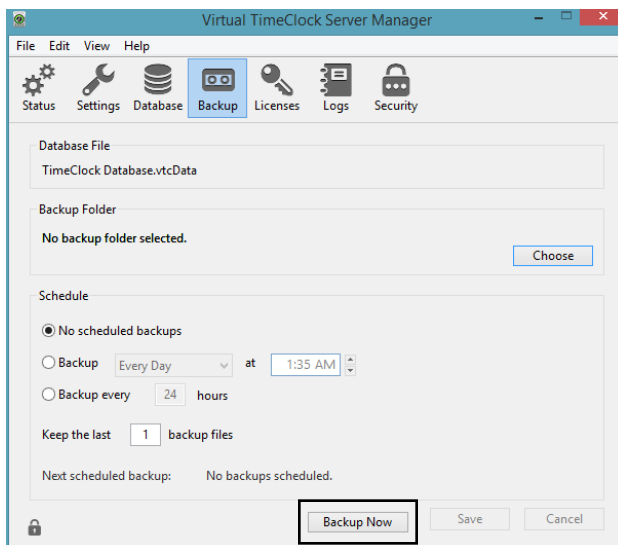 Virtual TimeClock Server Manager
File Edit View Help
Status Settings Database Backup Licenses Logs Security
Database File
TimeClock Database.vtcData
Backup Folder
No backup folder selected.
Choose
Schedule
No scheduled backups
Backup Every Day at 1:35 AM
Backup every 24 hours
Keep the last 1 backup files
Next scheduled backup: No backups scheduled.
Backup Now Save Cancel